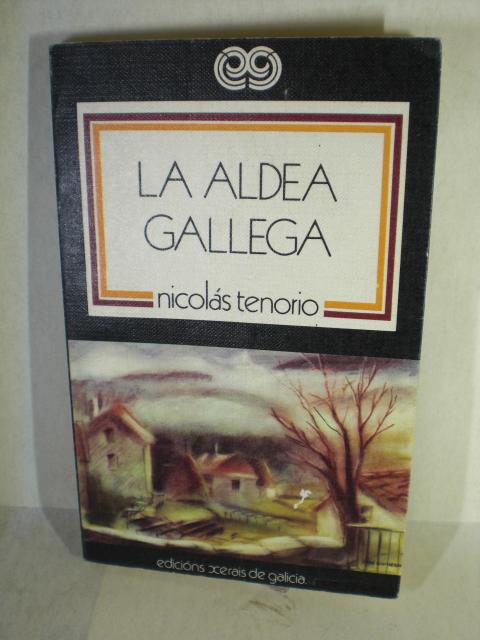 LA ALDEA
GALLEGA
nicolás tenorio
edicións xerais de galicia